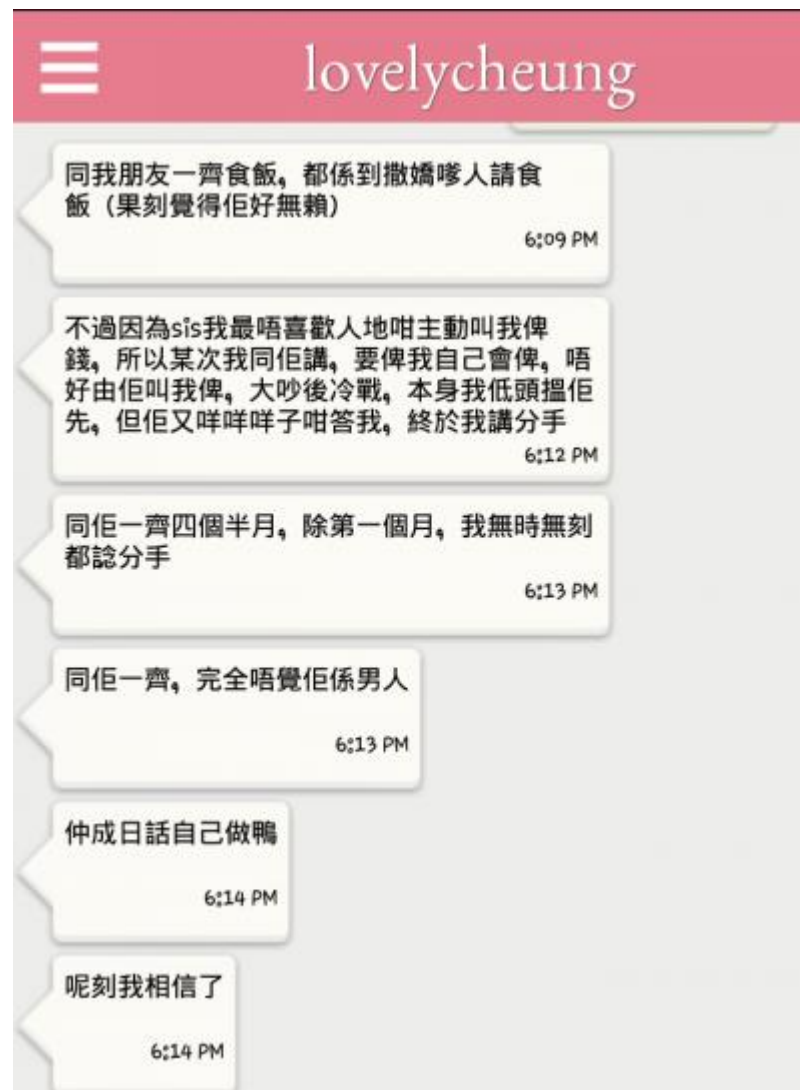 lovelycheung
同我朋友一齊食飯，都係到撒嬌嗲人請食
飯（果刻覺得佢好無賴）
6:09 PM
不過因為sis我最唔喜歡人地咁主動叫我俾
錢，所以某次我同佢講，要俾我自己會俾，唔
好由佢叫我俾，大吵後冷戰，本身我低頭搵佢
先，但佢又咩咩咩子咁答我，終於我講分手
6:12 PM
同佢一齊四個半月，除第一個月，我無時無刻
都諗分手
6:13 PM
同佢一齊，完全唔覺佢係男人
6:13 PM
仲成日話自己做鴨
6:14 PM
呢刻我相信了
6:14 PM